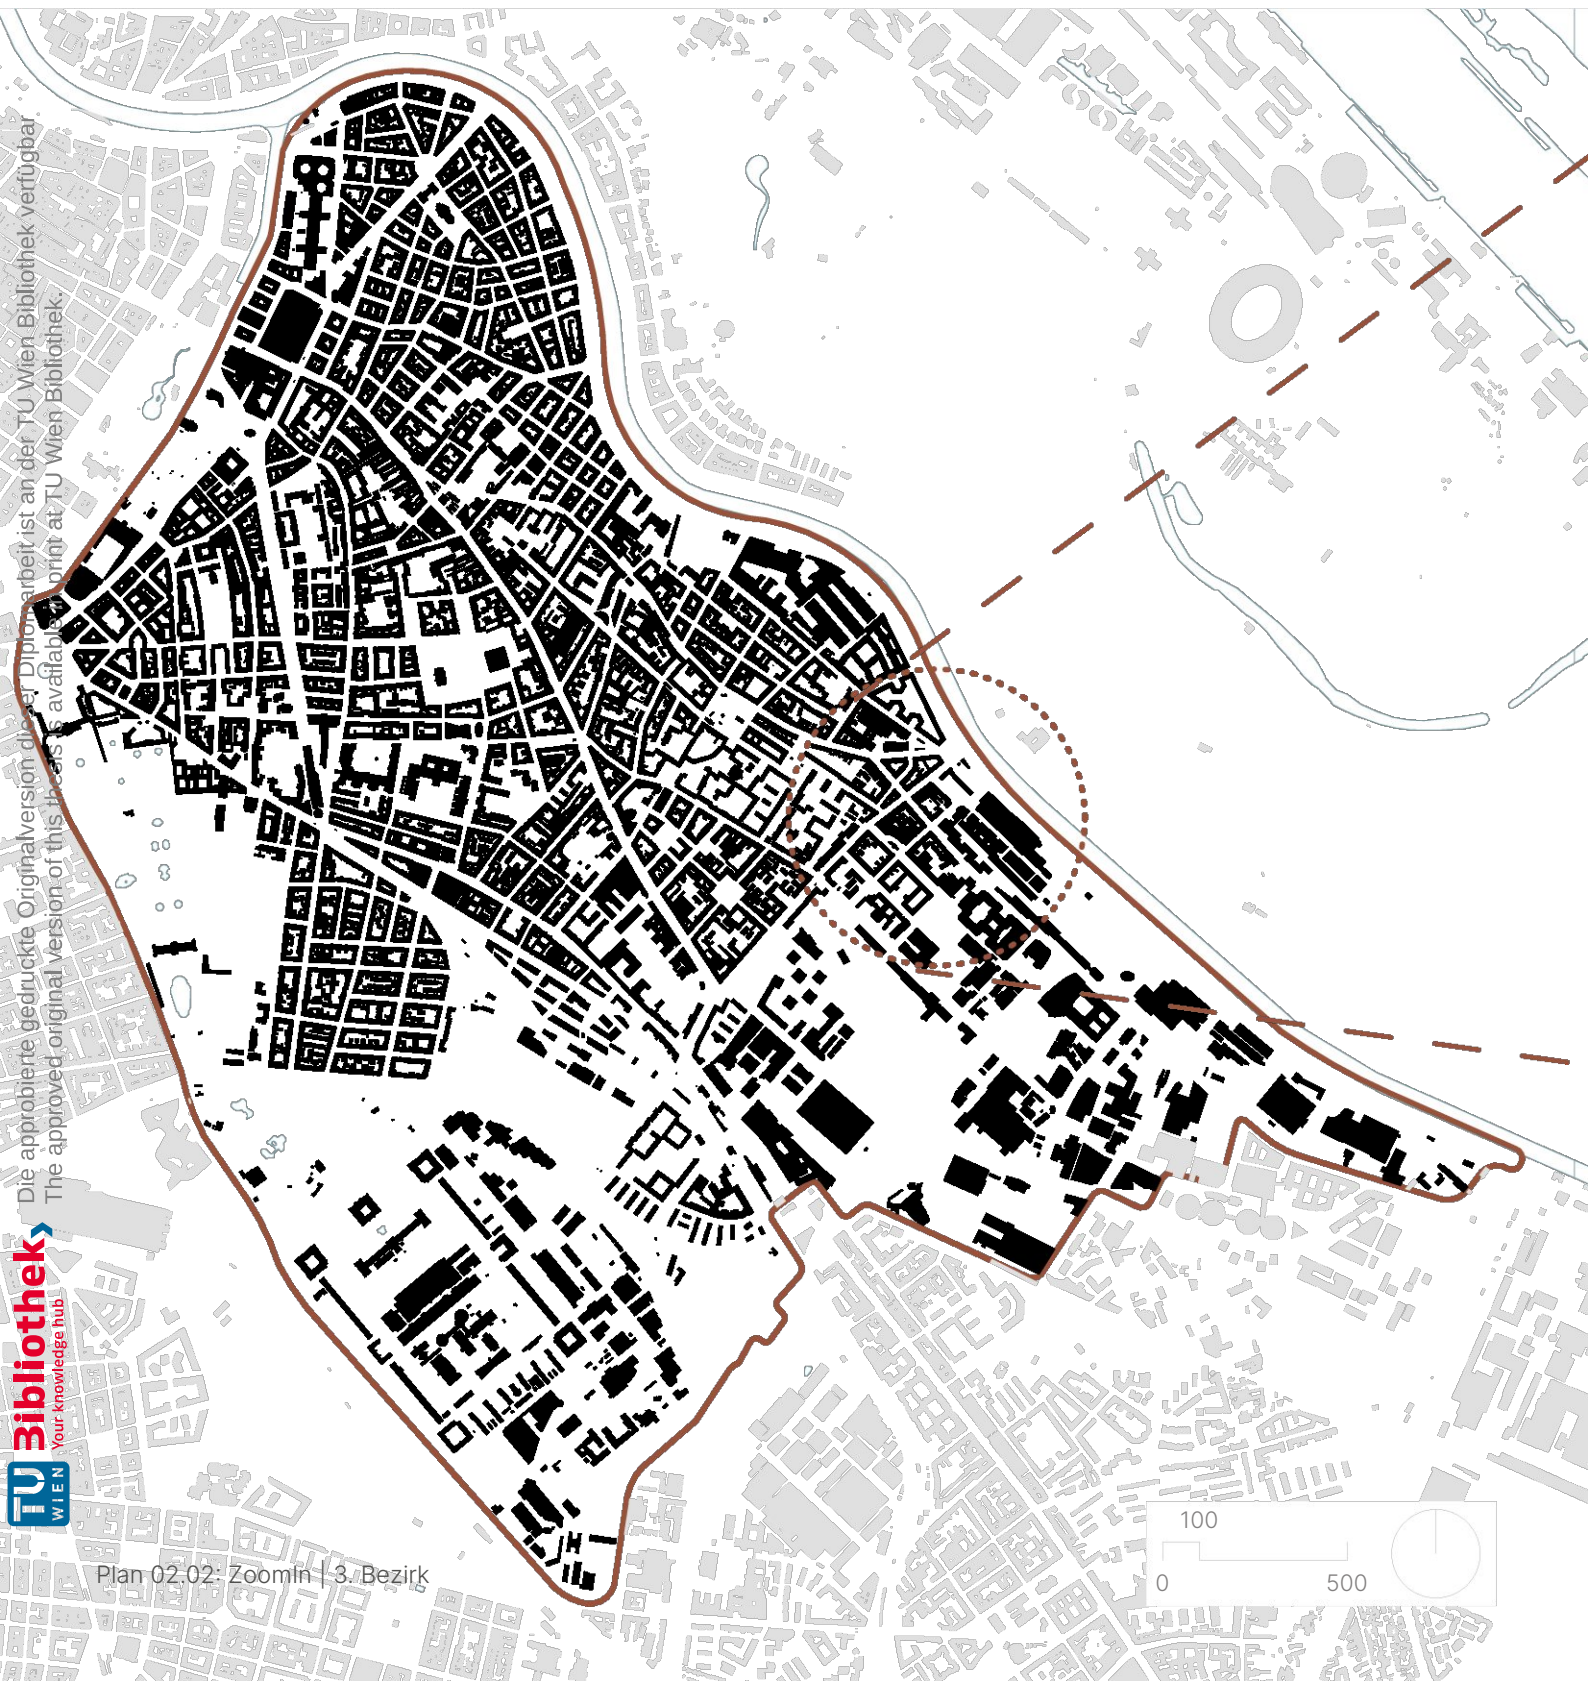 Die approbierte gedruckte Originalversion dieser Diplomarbeit ist an der TU Wien Bibliothek verfügbar
The approved original version of this thesis is available in print at TU Wien Bibliothek.
TU Bibliothek
WIEN Your knowledge hub
Plan 02.02: ZoomIn | 3. Bezirk
100
0 500